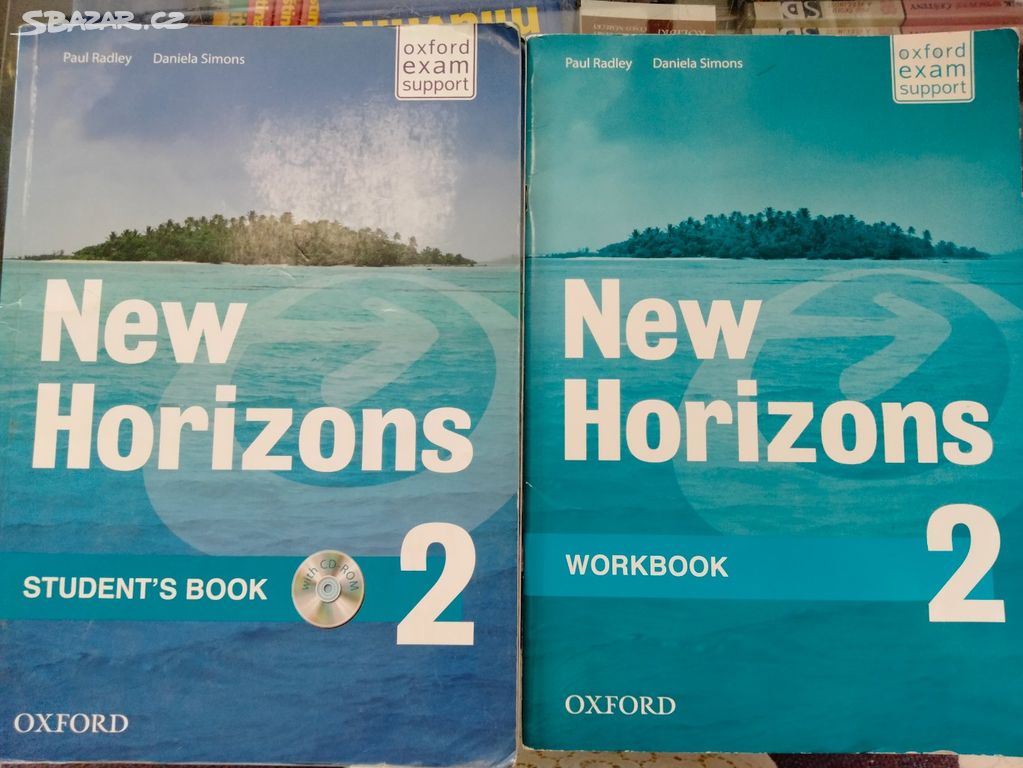 SBAZAR.CZ
Paul Radley Daniela Simons
oxford
exam
support
New
Horizons
STUDENT'S BOOK
with CD-ROM
2
OXFORD
Paul Radley Daniela Simons
oxford
exam
support
New
Horizons
WORKBOOK
2
OXFORD